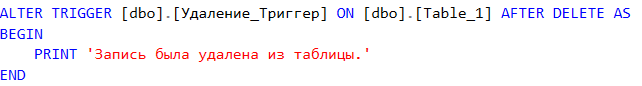 ALTER TRIGGER [dbo].[Удаление_Триггер] ON [dbo].[Table_1] AFTER DELETE AS
BEGIN
    PRINT 'Запись была удалена из таблицы.'
END